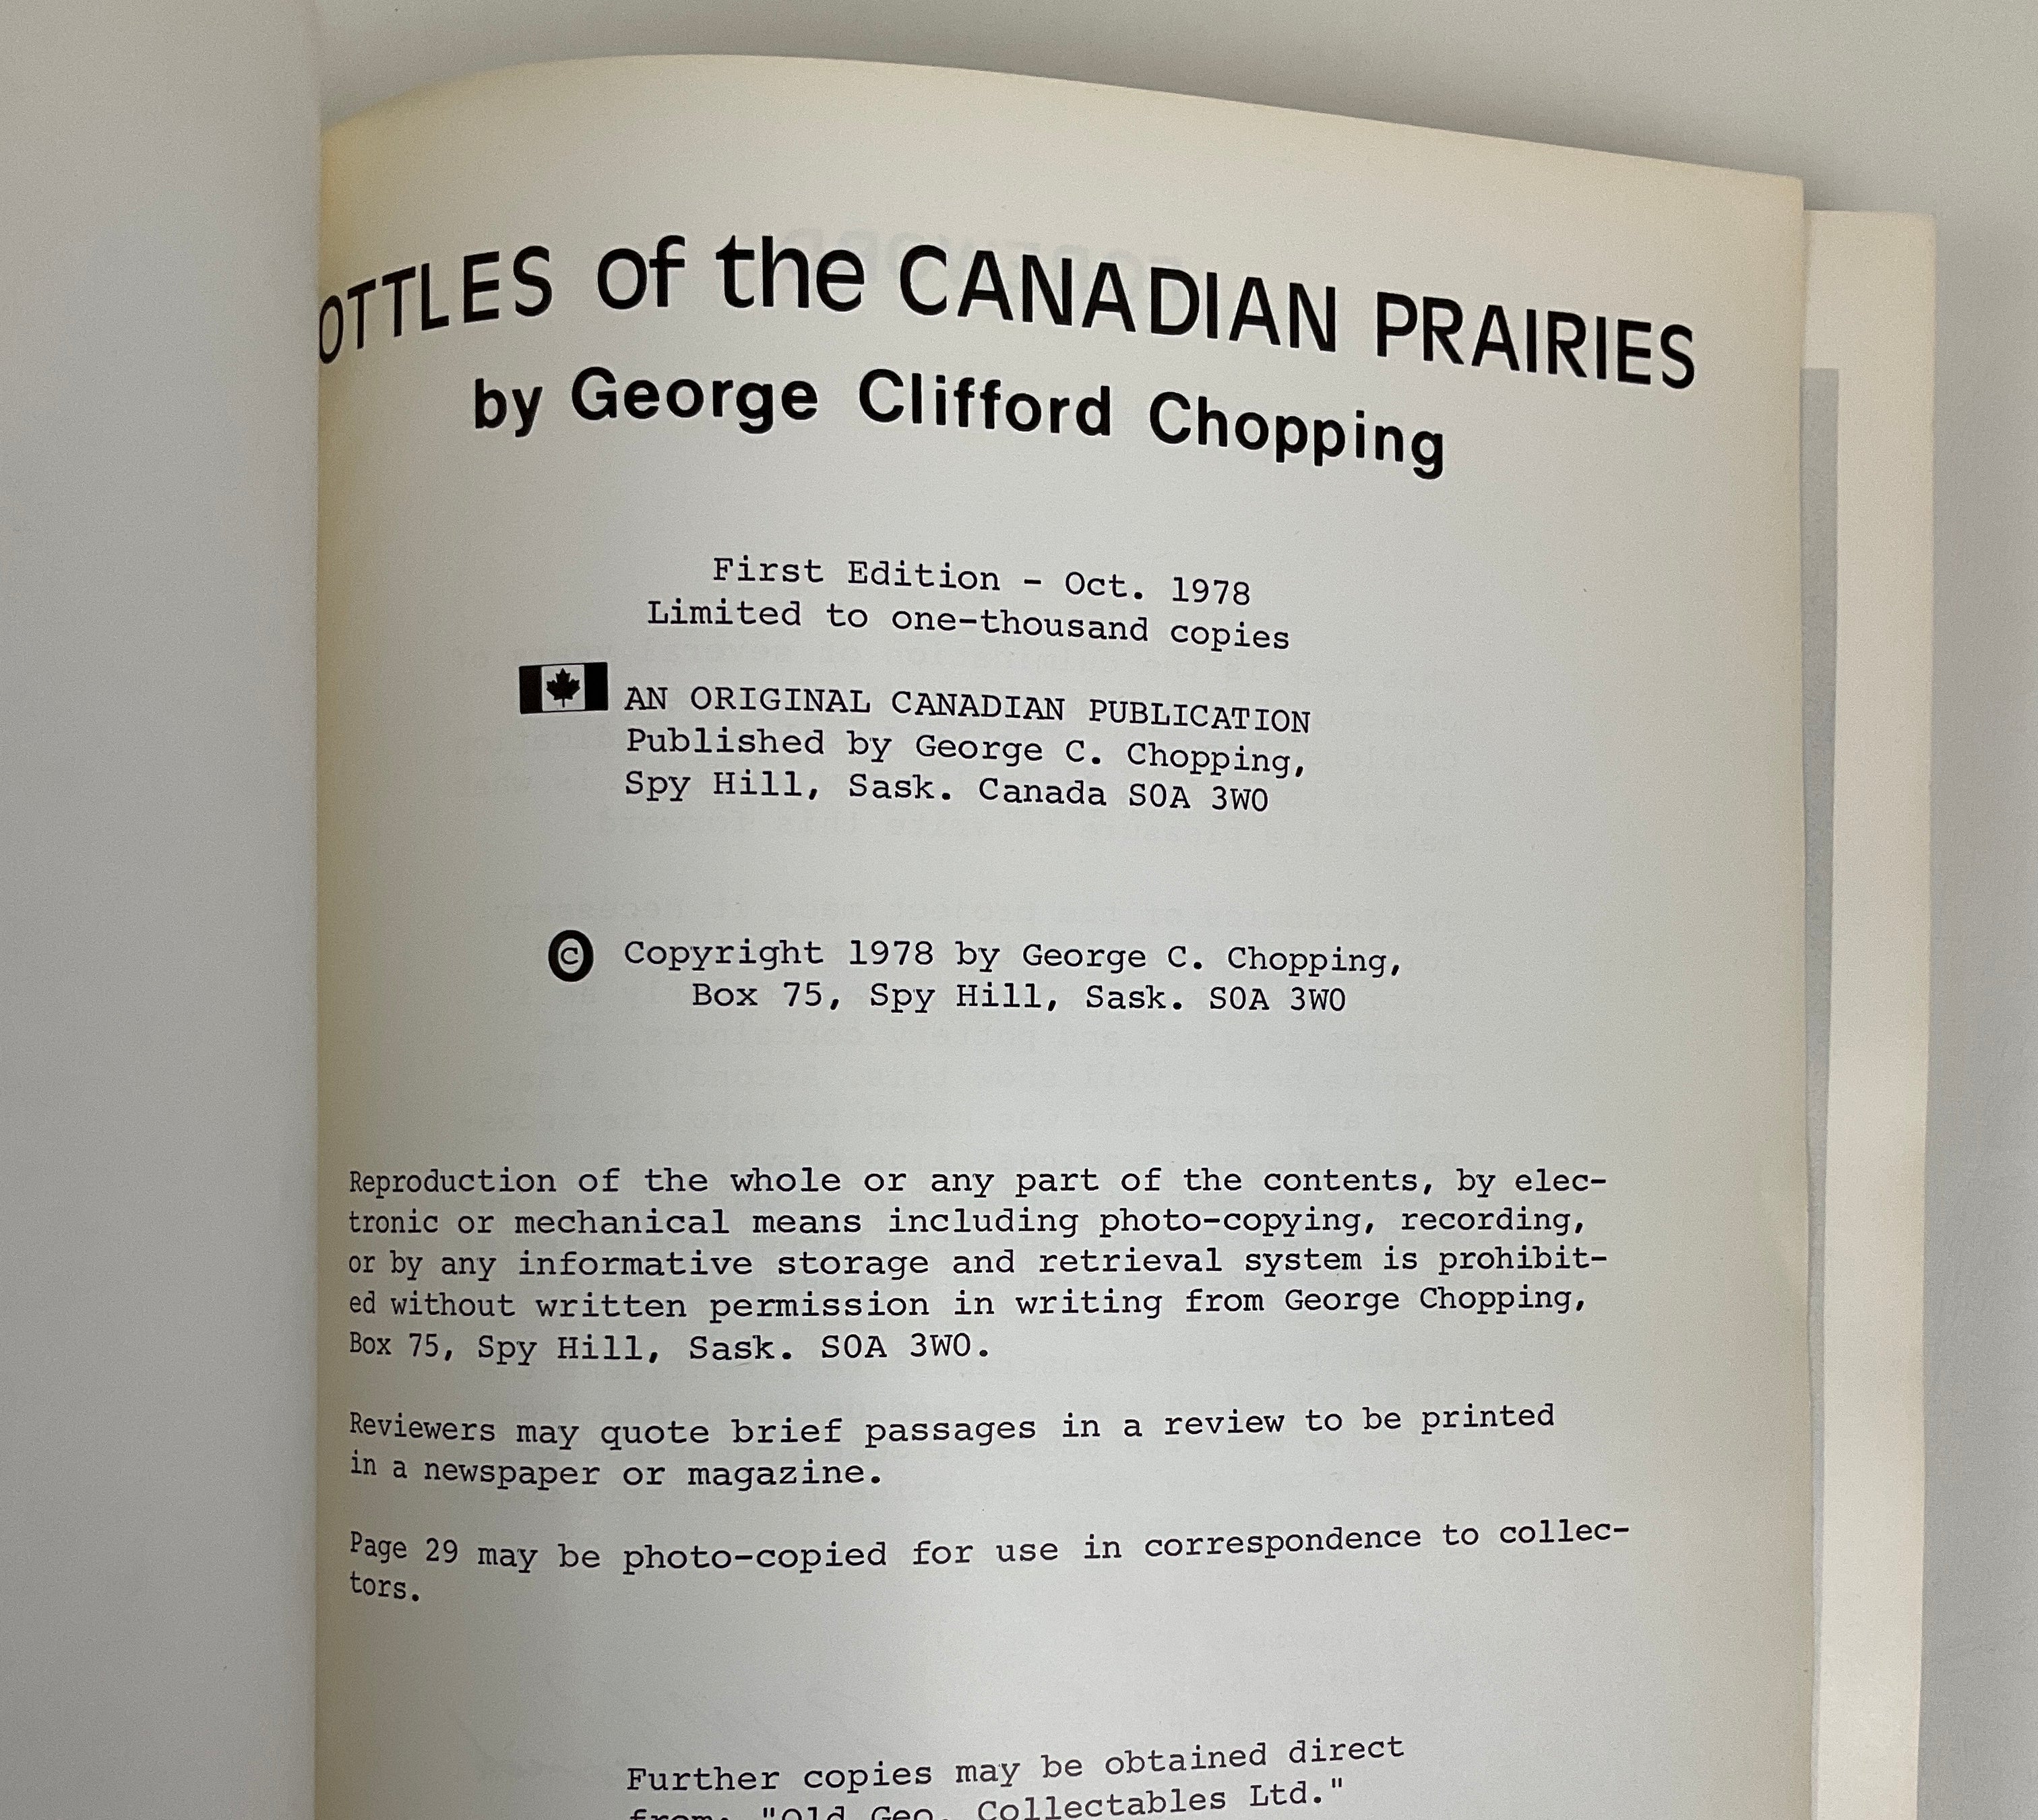 OTTLES of the CANADIAN PRAIRIES
by George Clifford Chopping
First Edition - Oct. 1978
Limited to one-thousand copies
AN ORIGINAL CANADIAN PUBLICATION
Published by George C. Chopping,
Spy Hill, Sask. Canada S0A 3W0
© Copyright 1978 by George C. Chopping,
Box 75, Spy Hill, Sask. S0A 3W0
Reproduction of the whole or any part of the contents, by elec-
tronic or mechanical means including photo-copying, recording,
or by any informative storage and retrieval system is prohibit-
ed without written permission in writing from George Chopping,
Box 75, Spy Hill, Sask. S0A 3W0.
Reviewers may quote brief passages in a review to be printed
in a newspaper or magazine.
Page 29 may be photo-copied for use in correspondence to collec-
tors.
Further copies may be obtained direct
from: "Old Geo. Collectables Ltd."